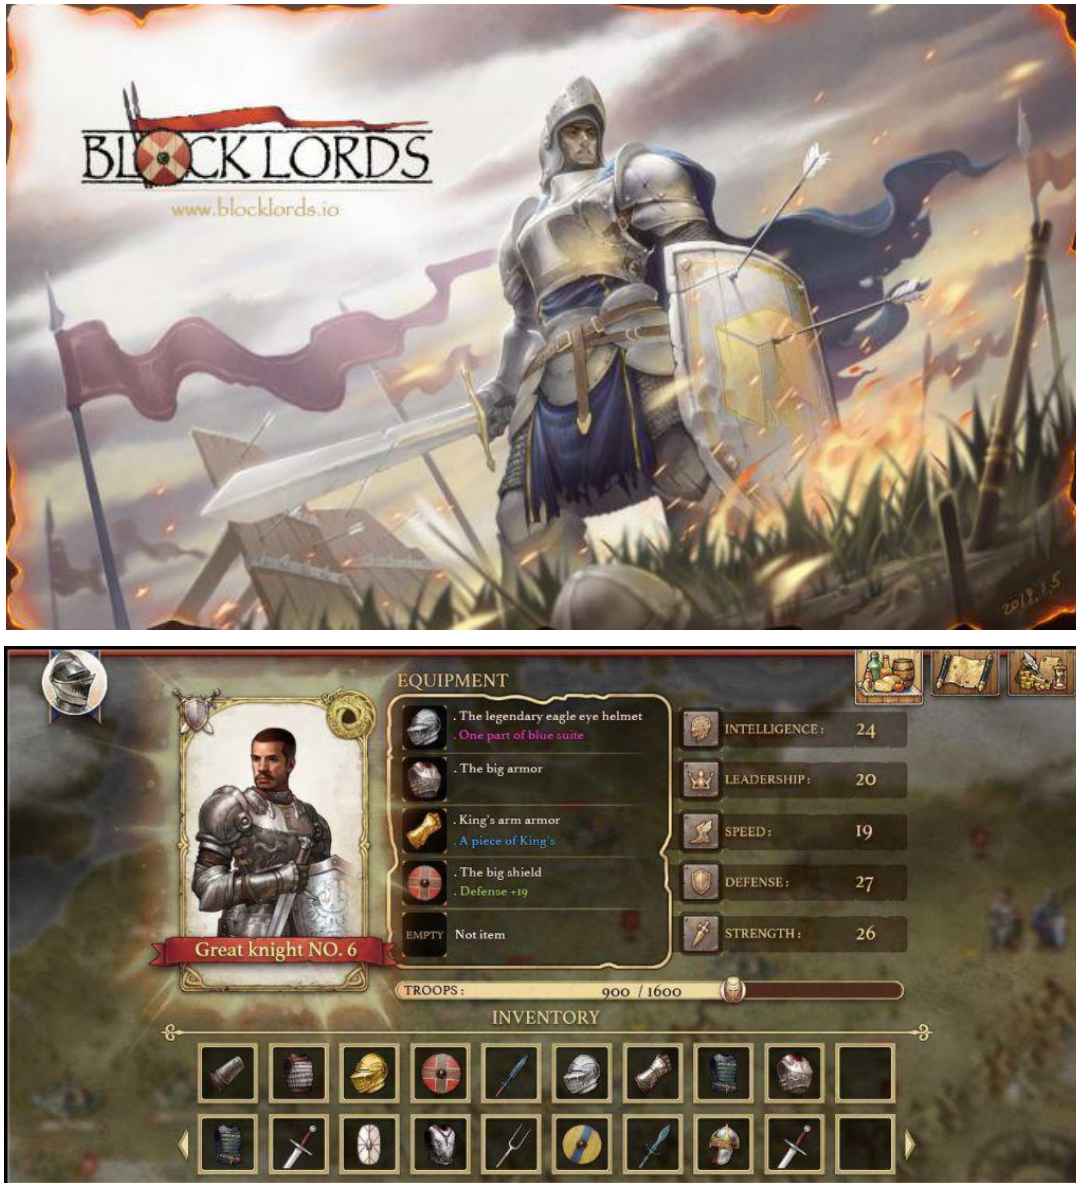 BLOCK LORDS
www.blocklords.io
2019.1.5.
EQUIPMENT
. The legendary eagle eye helmet
. One part of blue suite
. The big armor
. King's arm armor
. A piece of King's
. The big shield
. Defense +19
EMPTY Not item
Great knight NO. 6
INTELLIGENCE: 24
LEADERSHIP: 20
SPEED: 19
DEFENSE: 27
STRENGTH: 26
TROOPS: 900 / 1600
INVENTORY